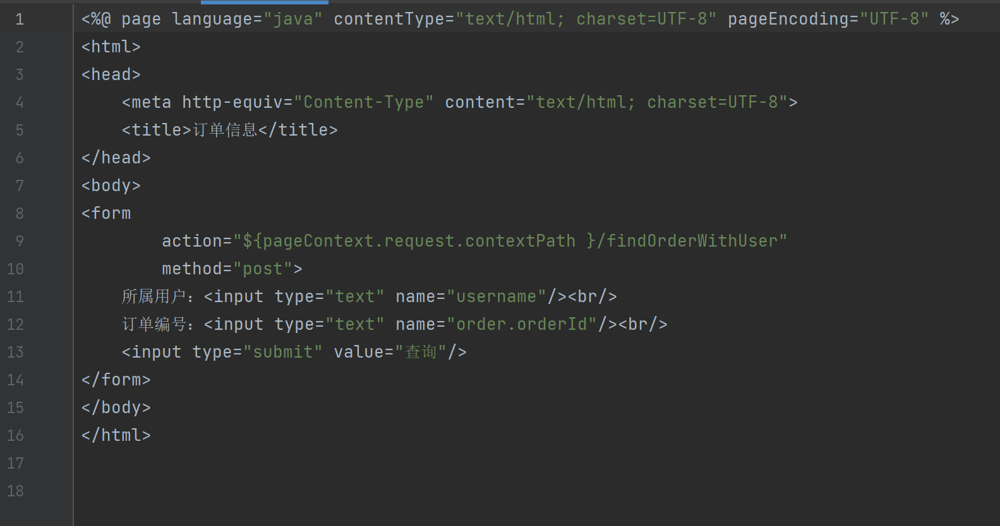 1 <%@ page language="java" contentType="text/html; charset=UTF-8" pageEncoding="UTF-8" %>
2 <html>
3 <head>
4     <meta http-equiv="Content-Type" content="text/html; charset=UTF-8">
5     <title>订单信息</title>
6 </head>
7 <body>
8 <form
9         action="${pageContext.request.contextPath }/findOrderWithUser"
10         method="post">
11     所属用户：<input type="text" name="username"/><br/>
12     订单编号：<input type="text" name="order.orderId"/><br/>
13     <input type="submit" value="查询"/>
14 </form>
15 </body>
16 </html>
17
18